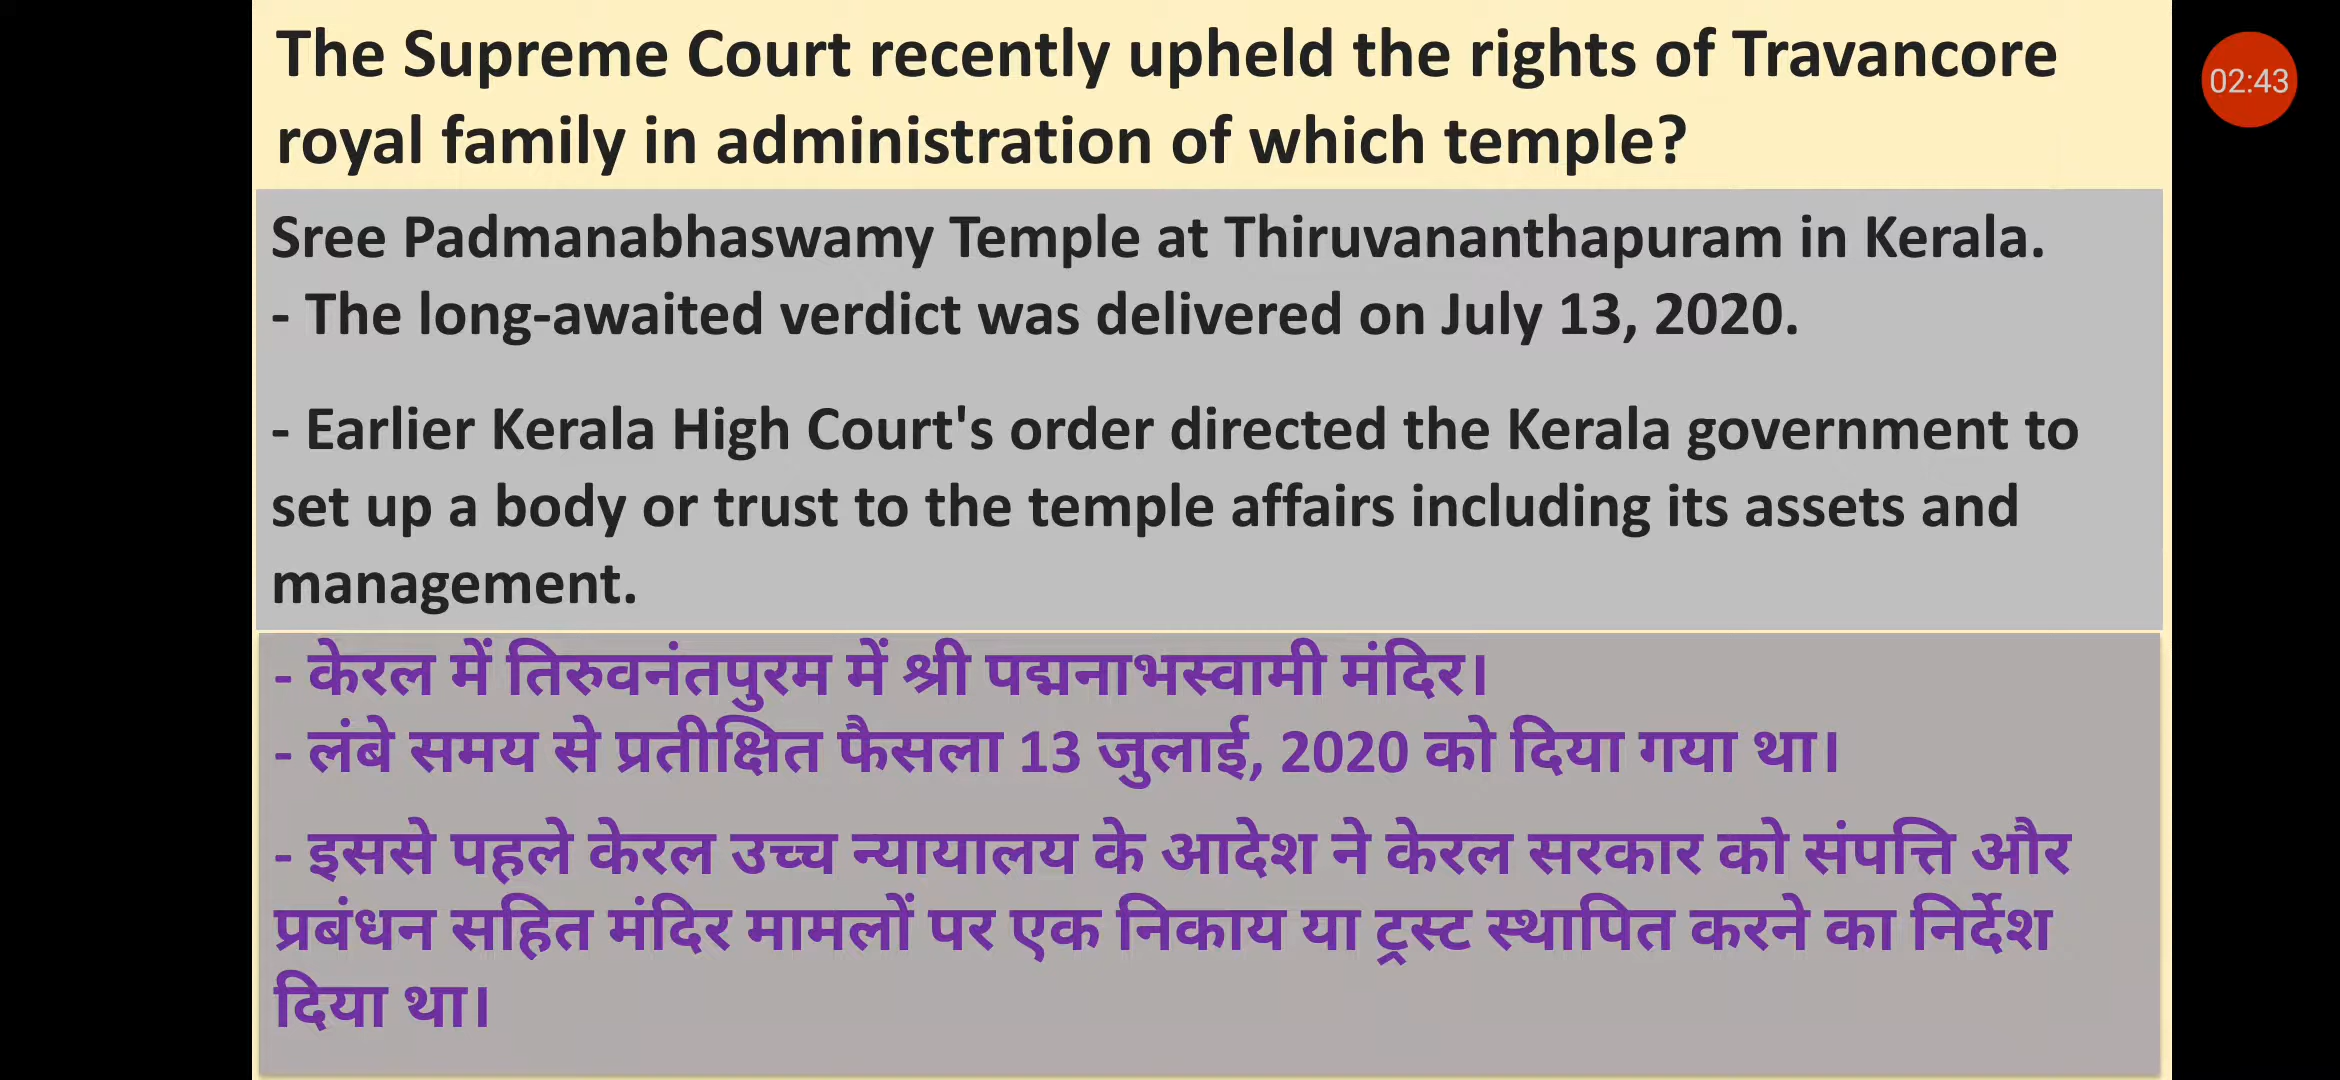 The Supreme Court recently upheld the rights of Travancore
royal family in administration of which temple?
02:43
Sree Padmanabhaswamy Temple at Thiruvananthapuram in Kerala.
- The long-awaited verdict was delivered on July 13, 2020.
- Earlier Kerala High Court's order directed the Kerala government to
set up a body or trust to the temple affairs including its assets and
management.
- केरल में तिरुवनंतपुरम में श्री पद्मनाभस्वामी मंदिर।
- लंबे समय से प्रतीक्षित फैसला 13 जुलाई, 2020 को दिया गया था।
- इससे पहले केरल उच्च न्यायालय के आदेश ने केरल सरकार को संपत्ति और
प्रबंधन सहित मंदिर मामलों पर एक निकाय या ट्रस्ट स्थापित करने का निर्देश
दिया था।